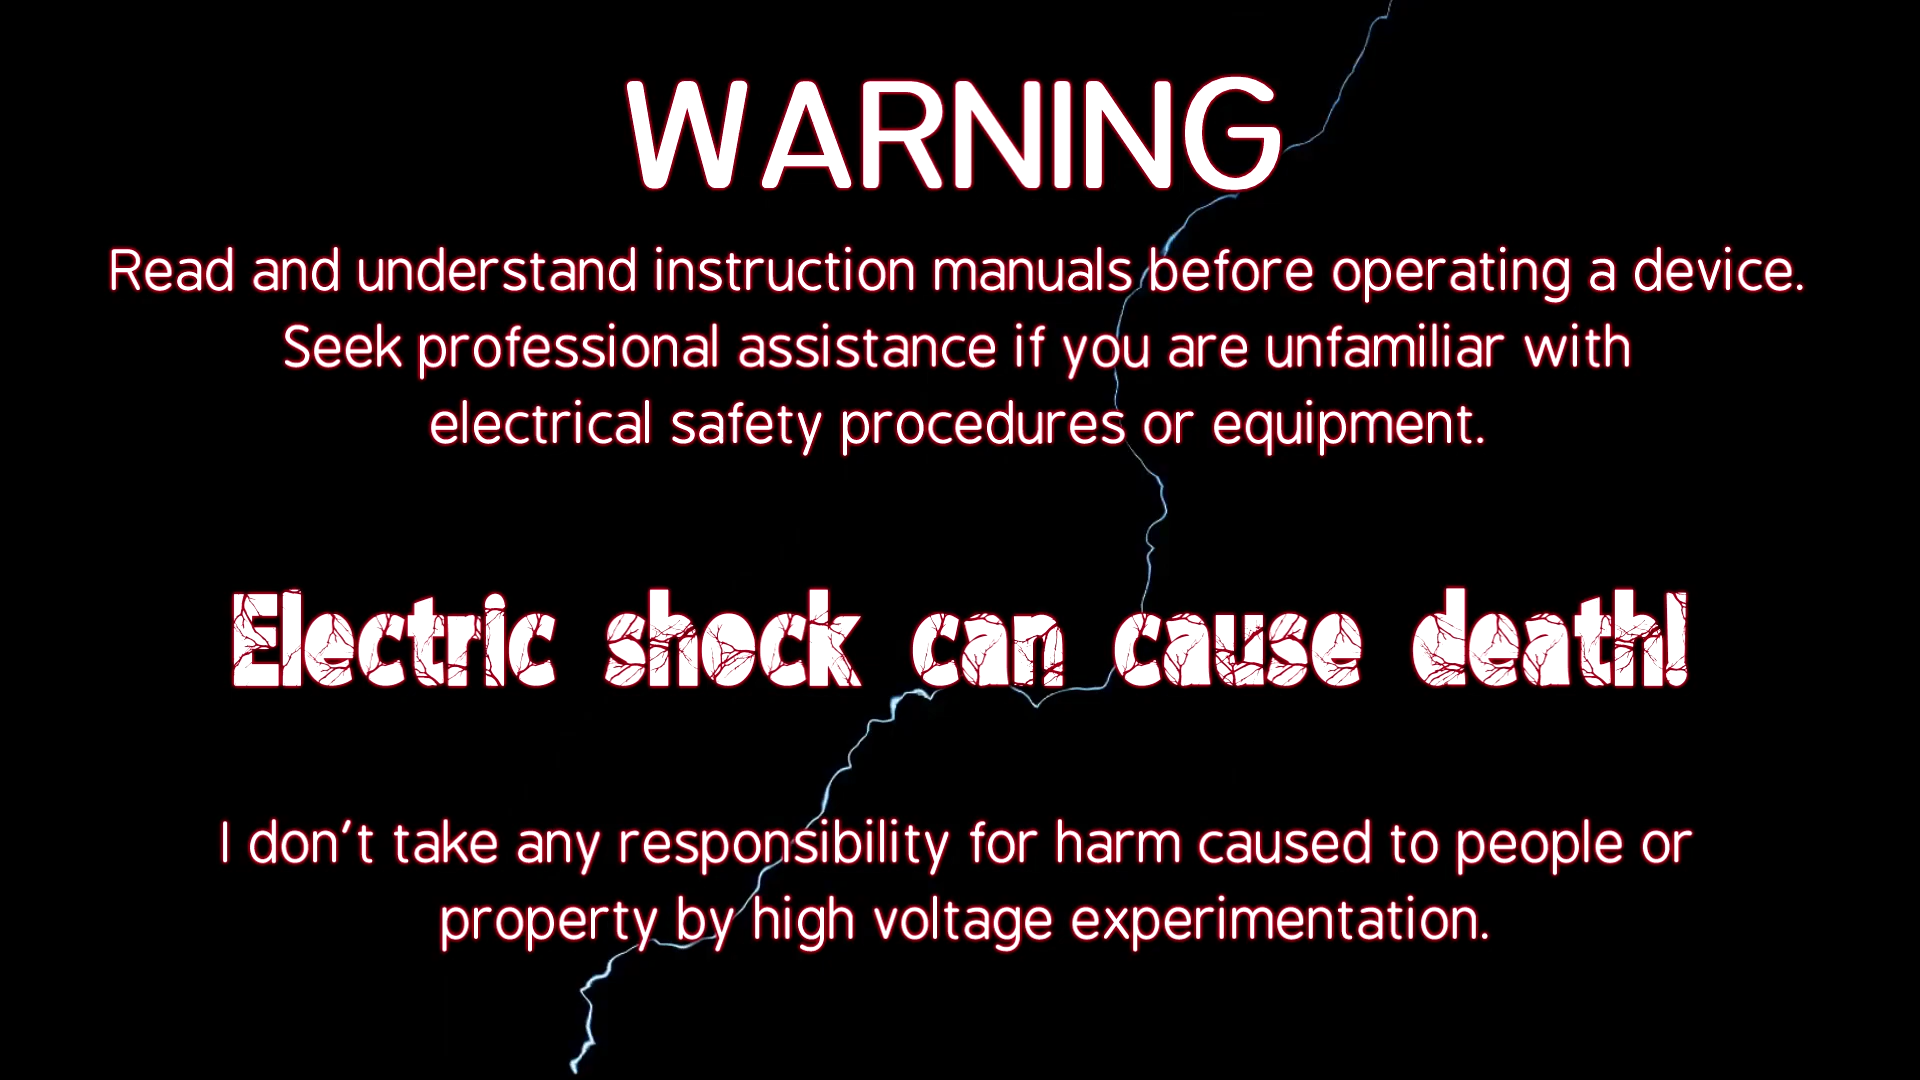 WARNING
Read and understand instruction manuals before operating a device.
Seek professional assistance if you are unfamiliar with
electrical safety procedures or equipment.
Electric shock can cause death!
I don't take any responsibility for harm caused to people or
property by high voltage experimentation.